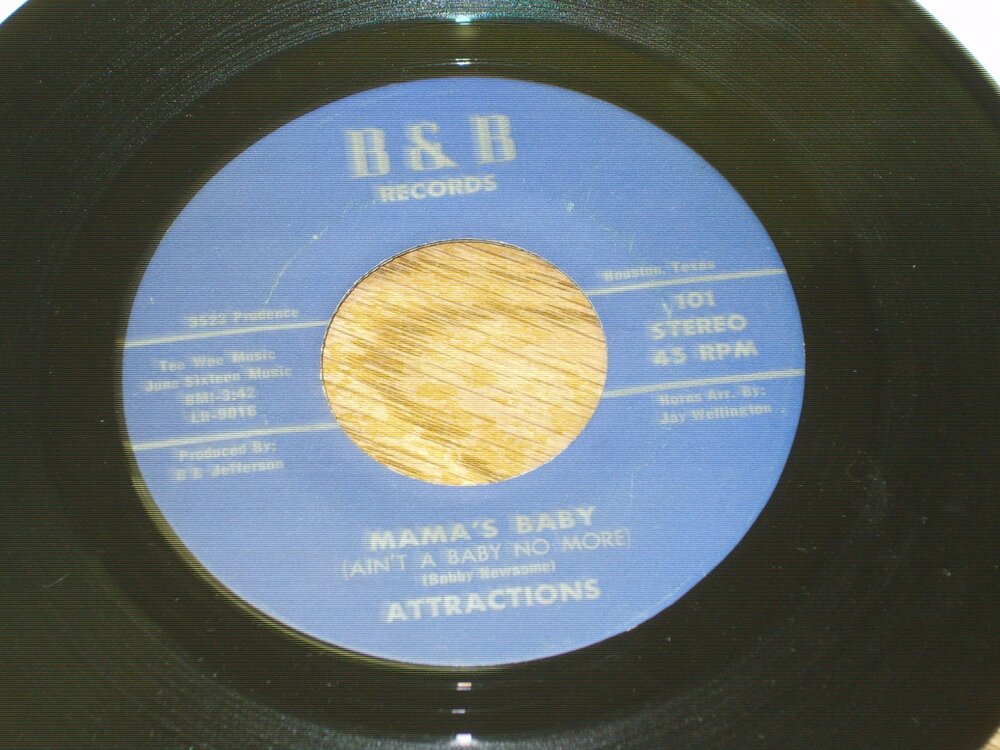 B & B
RECORDS
Houston, Texas
3523 Prudence
101
STEREO
45 RPM
Tee Wee Music
June Sixteen Music
BMI-3:42
LH-9016
Horns Arr. By:
Jay Wellington
Produced By:
B B Jefferson
MAMA'S BABY
(AIN'T A BABY NO MORE)
(Bobby Newsome)
ATTRACTIONS